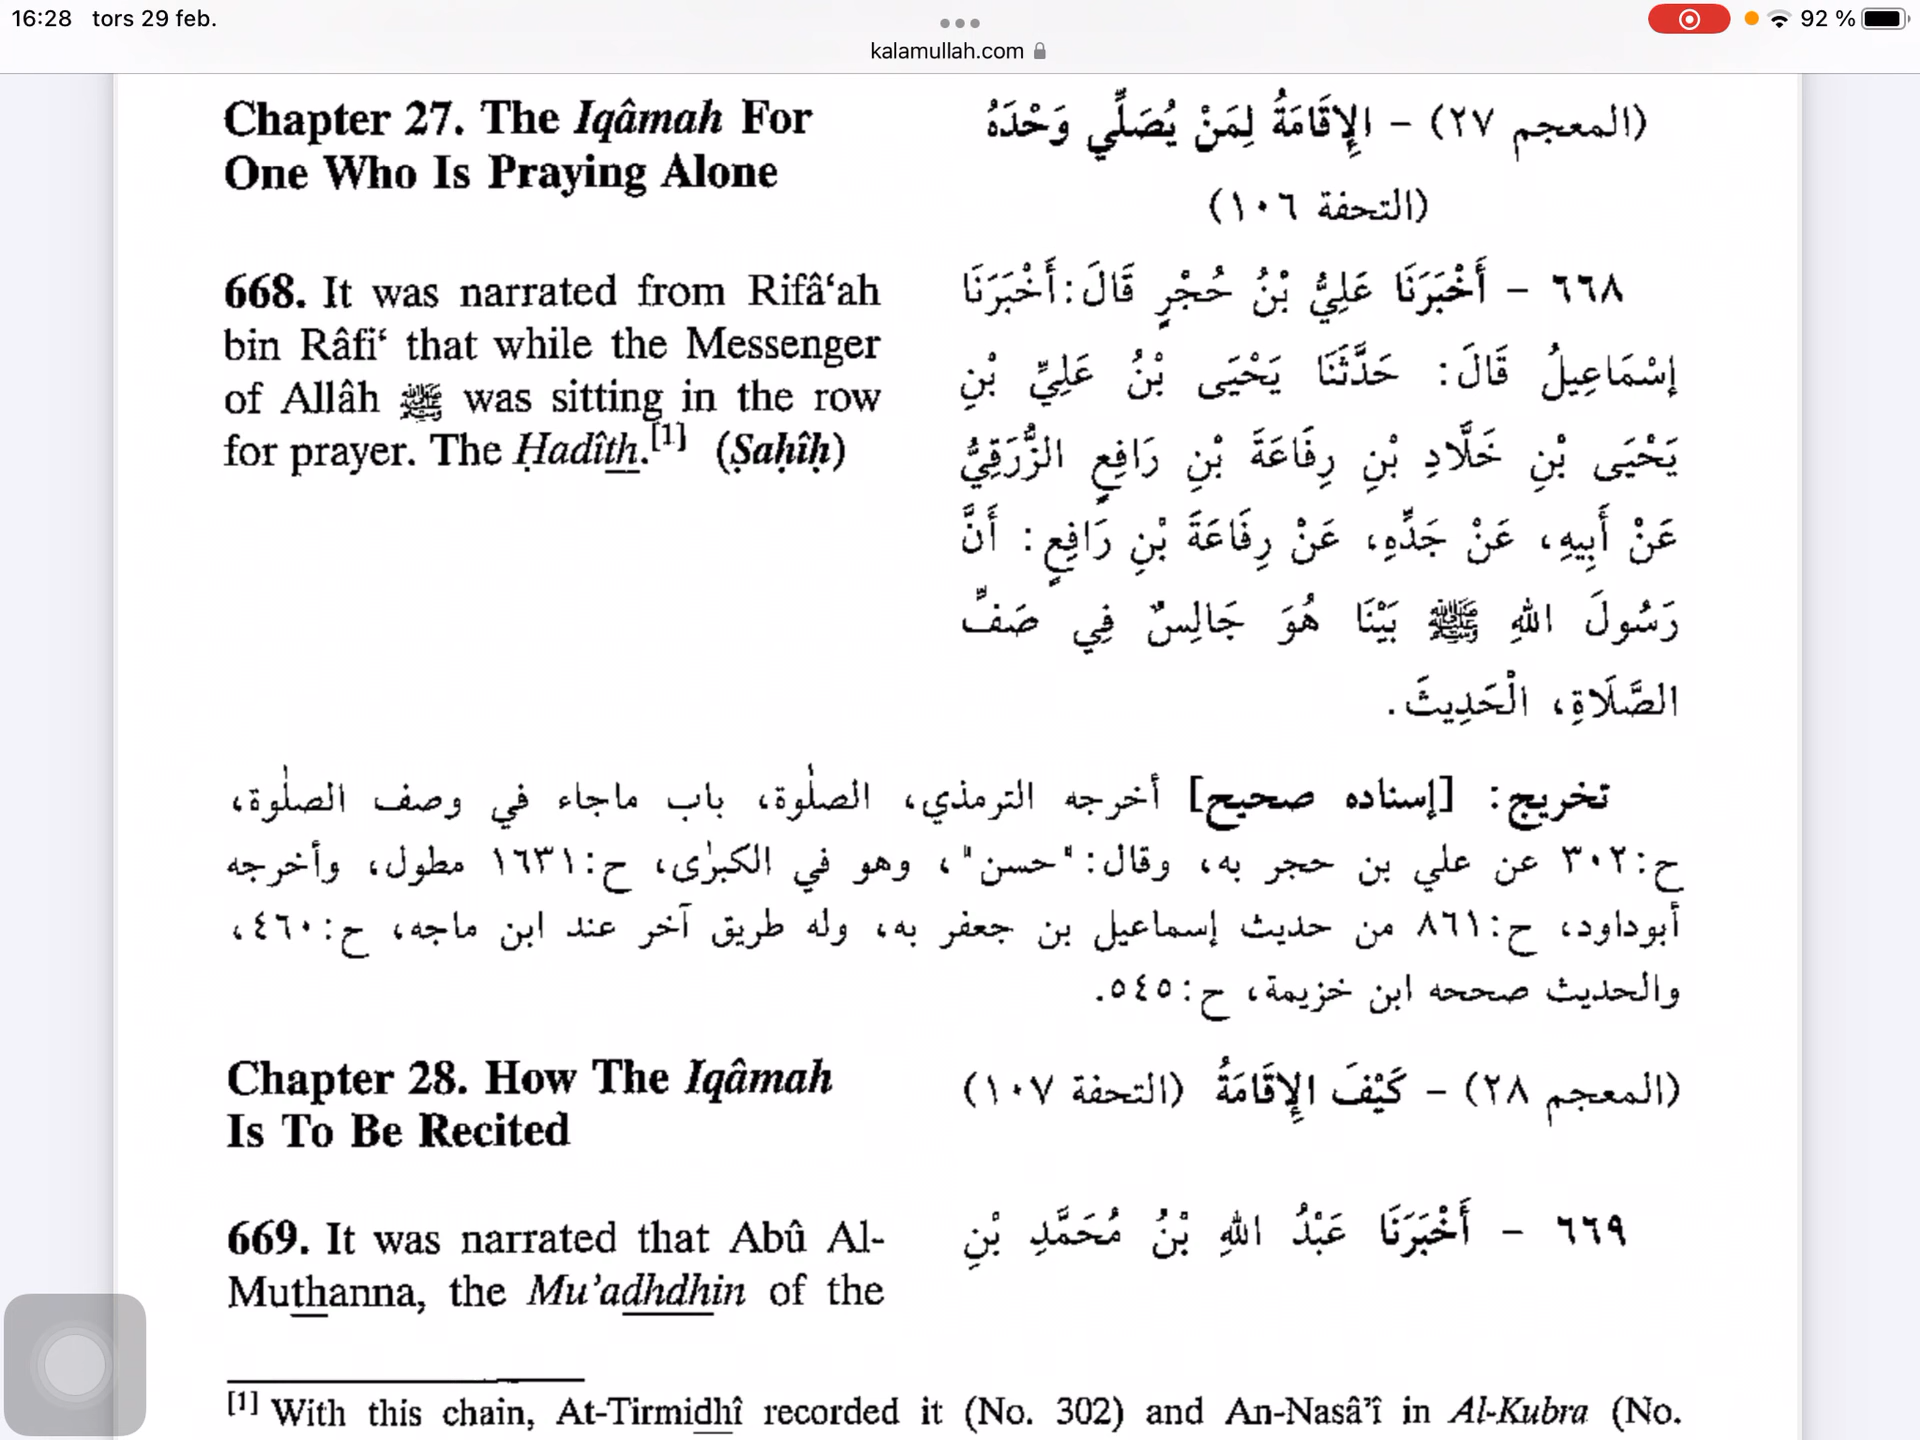 16:28 tors 29 feb.
92 %
kalamullah.com
Chapter 27. The Iqâmah For
One Who Is Praying Alone
(المعجم ٢٧) - الإِقَامَةُ لِمَنْ يُصَلِّي وَحْدَهُ
(التحفة ١٠٦)
668. It was narrated from Rifâ‘ah
bin Râfi‘ that while the Messenger
of Allâh ﷺ was sitting in the row
for prayer. The Ḥadîth.[1] (Ṣaḥîḥ)
٦٦٨ - أَخْبَرَنَا عَلِيُّ بْنُ حُجْرٍ قَالَ: أَخْبَرَنَا
إِسْمَاعِيلُ قَالَ: حَدَّثَنَا يَحْيَى بْنُ عَلِيِّ بْنِ
يَحْيَى بْنِ خَلَّادِ بْنِ رِفَاعَةَ بْنِ رَافِعٍ الزُّرَقِيُّ
عَنْ أَبِيهِ، عَنْ جَدِّهِ، عَنْ رِفَاعَةَ بْنِ رَافِعٍ: أَنَّ
رَسُولَ اللهِ ﷺ بَيْنَا هُوَ جَالِسٌ فِي صَفِّ
الصَّلَاةِ، الْحَدِيثَ.
تخريج: [إسناده صحيح] أخرجه الترمذي، الصلٰوة، باب ماجاء في وصف الصلٰوة،
ح:٣٠٢ عن علي بن حجر به، وقال: "حسن"، وهو في الكبرٰى، ح:١٦٣١ مطول، وأخرجه
أبوداود، ح:٨٦١ من حديث إسماعيل بن جعفر به، وله طريق آخر عند ابن ماجه، ح:٤٦٠،
والحديث صححه ابن خزيمة، ح:٥٤٥.
Chapter 28. How The Iqâmah
Is To Be Recited
(المعجم ٢٨) - كَيْفَ الإِقَامَةُ (التحفة ١٠٧)
669. It was narrated that Abû Al-
Muthanna, the Mu’adhdhin of the
٦٦٩ - أَخْبَرَنَا عَبْدُ اللهِ بْنُ مُحَمَّدِ بْنِ
[1] With this chain, At-Tirmidhî recorded it (No. 302) and An-Nasâ’î in Al-Kubra (No.